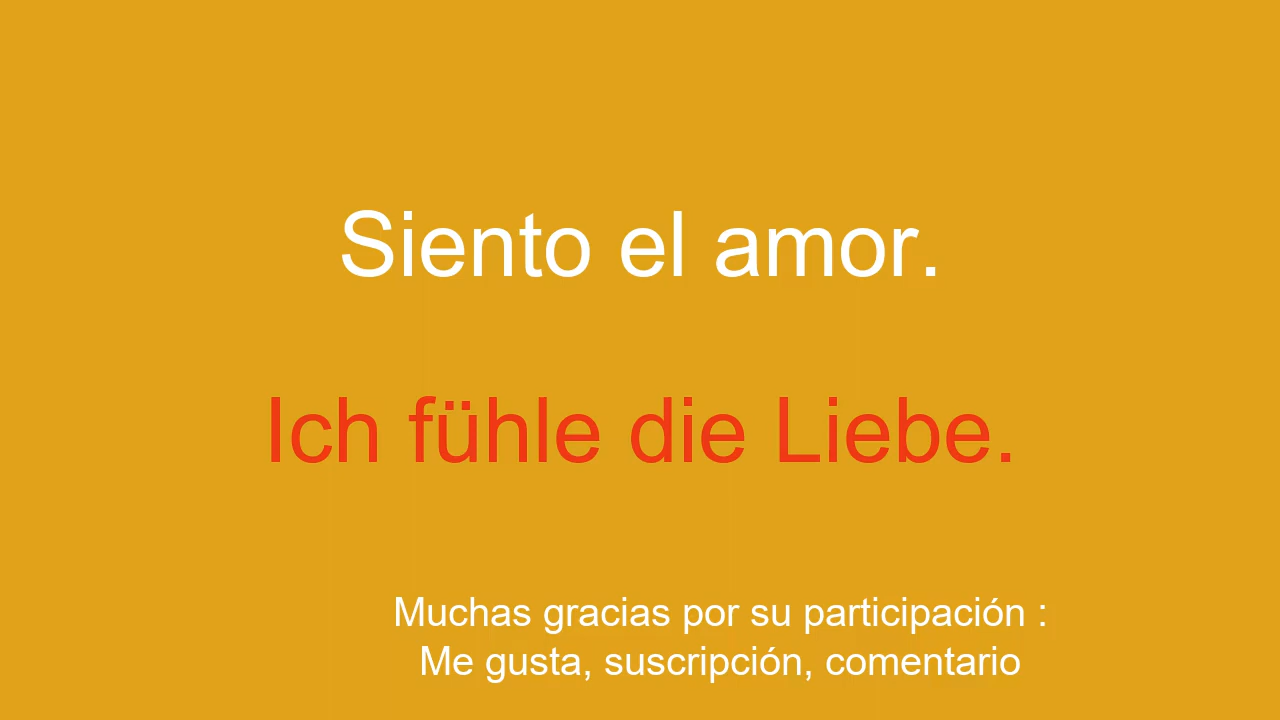 Siento el amor.
Ich fühle die Liebe.
Muchas gracias por su participación :
Me gusta, suscripción, comentario